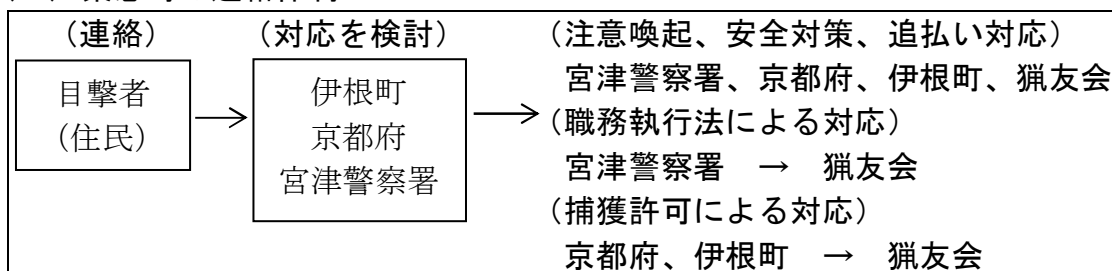 （連絡）
目撃者
（住民）
（対応を検討）
伊根町
京都府
宮津警察署
（注意喚起、安全対策、追払い対応）
宮津警察署、京都府、伊根町、猟友会
（職務執行法による対応）
宮津警察署 → 猟友会
（捕獲許可による対応）
京都府、伊根町 → 猟友会